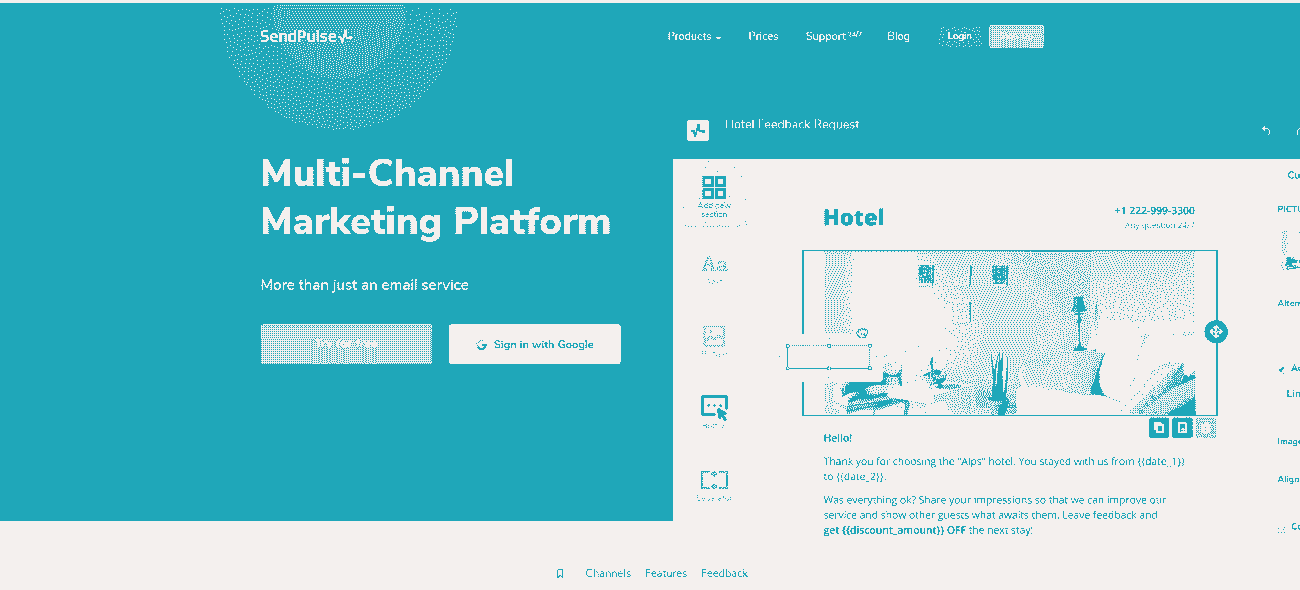 SendPulse
Products
Prices
Support 24/7
Blog
Login
Hotel Feedback Request
Multi-Channel
Marketing Platform
More than just an email service
Sign in with Google
Add new
section
Aa
Hotel
+1 222-999-3300
Any question 24/7
Hello!
Thank you for choosing the "Alps" hotel. You stayed with us from {{date_1}}
to {{date_2}}.
Was everything ok? Share your impressions so that we can improve our
service and show other guests what awaits them. Leave feedback and
get {{discount_amount}} OFF the next stay!
Cu
PICTU
Altern
Lin
Image
Align
Co
Channels
Features
Feedback